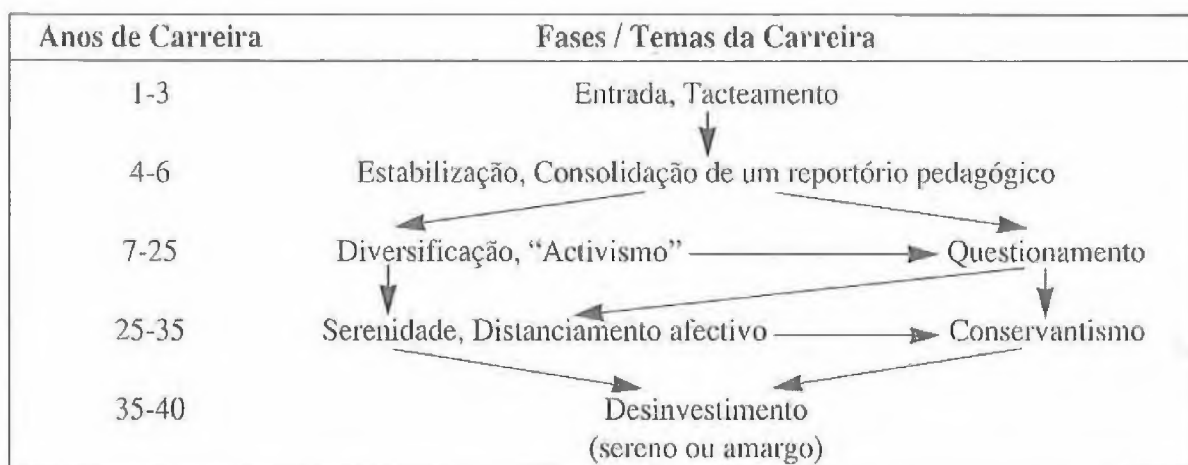 Anos de Carreira Fases / Temas da Carreira
1-3 Entrada, Tacteamento
4-6 Estabilização, Consolidação de um reportório pedagógico
7-25 Diversificação, “Activismo” Questionamento
25-35 Serenidade, Distanciamento afectivo Conservantismo
35-40 Desinvestimento
(sereno ou amargo)